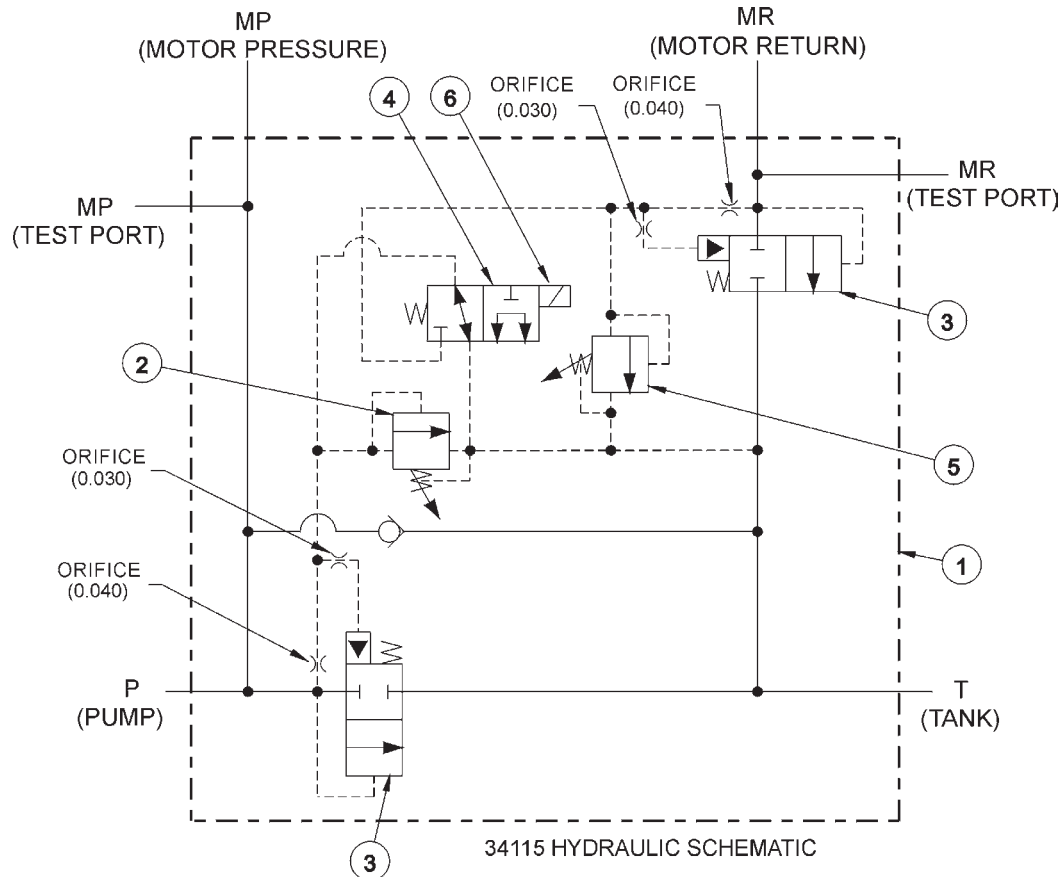 MP
(MOTOR PRESSURE)
MR
(MOTOR RETURN)
4
6
ORIFICE
(0.030)
ORIFICE
(0.040)
MP
(TEST PORT)
MR
(TEST PORT)
3
2
5
ORIFICE
(0.030)
ORIFICE
(0.040)
1
P
(PUMP)
T
(TANK)
3
34115 HYDRAULIC SCHEMATIC